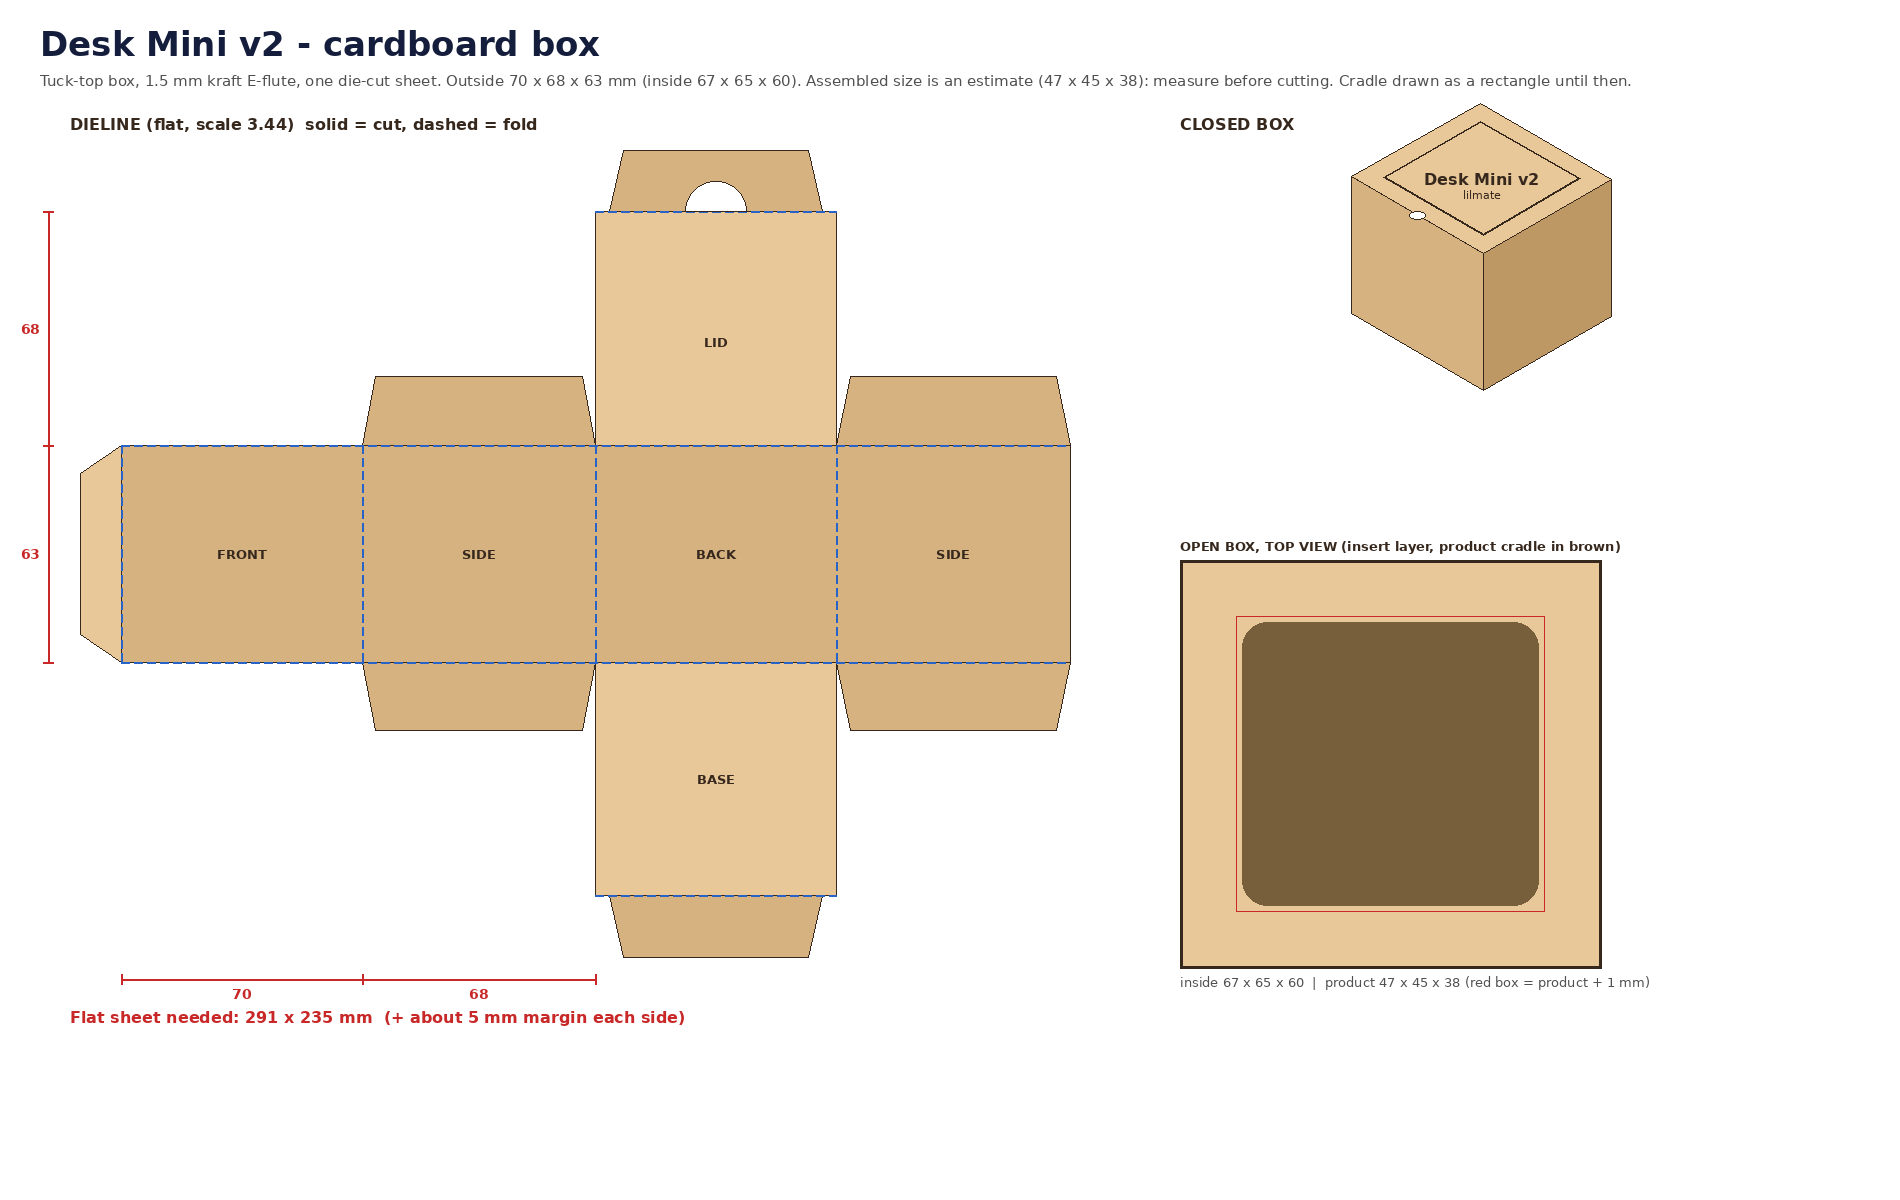 Desk Mini v2 - cardboard box
Tuck-top box, 1.5 mm kraft E-flute, one die-cut sheet. Outside 70 x 68 x 63 mm (inside 67 x 65 x 60). Assembled size is an estimate (47 x 45 x 38): measure before cutting. Cradle drawn as a rectangle until then.
DIELINE (flat, scale 3.44)  solid = cut, dashed = fold
CLOSED BOX
Desk Mini v2
lilmate
68
LID
63
FRONT
SIDE
BACK
SIDE
OPEN BOX, TOP VIEW (insert layer, product cradle in brown)
BASE
inside 67 x 65 x 60  |  product 47 x 45 x 38 (red box = product + 1 mm)
70
68
Flat sheet needed: 291 x 235 mm  (+ about 5 mm margin each side)